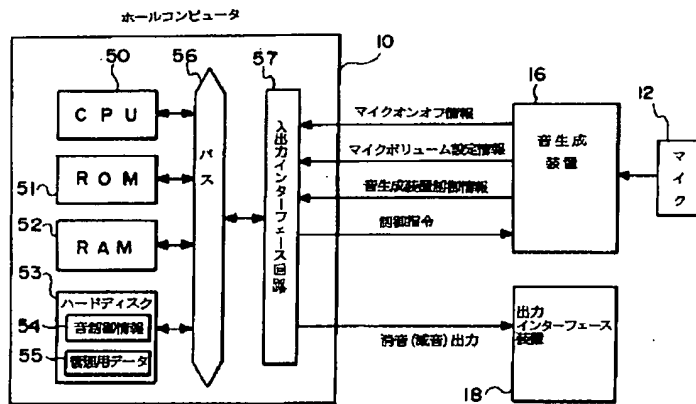 ホールコンピュータ
50
56
57
10
CPU
バス
入出力インターフェース回路
マイクオンオフ情報
16
音生成
装置
12
マイク
ROM
51
マイクボリューム設定情報
音生成装置制御情報
RAM
52
制御指令
53
ハードディスク
54
音制御情報
55
管理用データ
消音(減音)出力
出力
インターフェース
装置
18